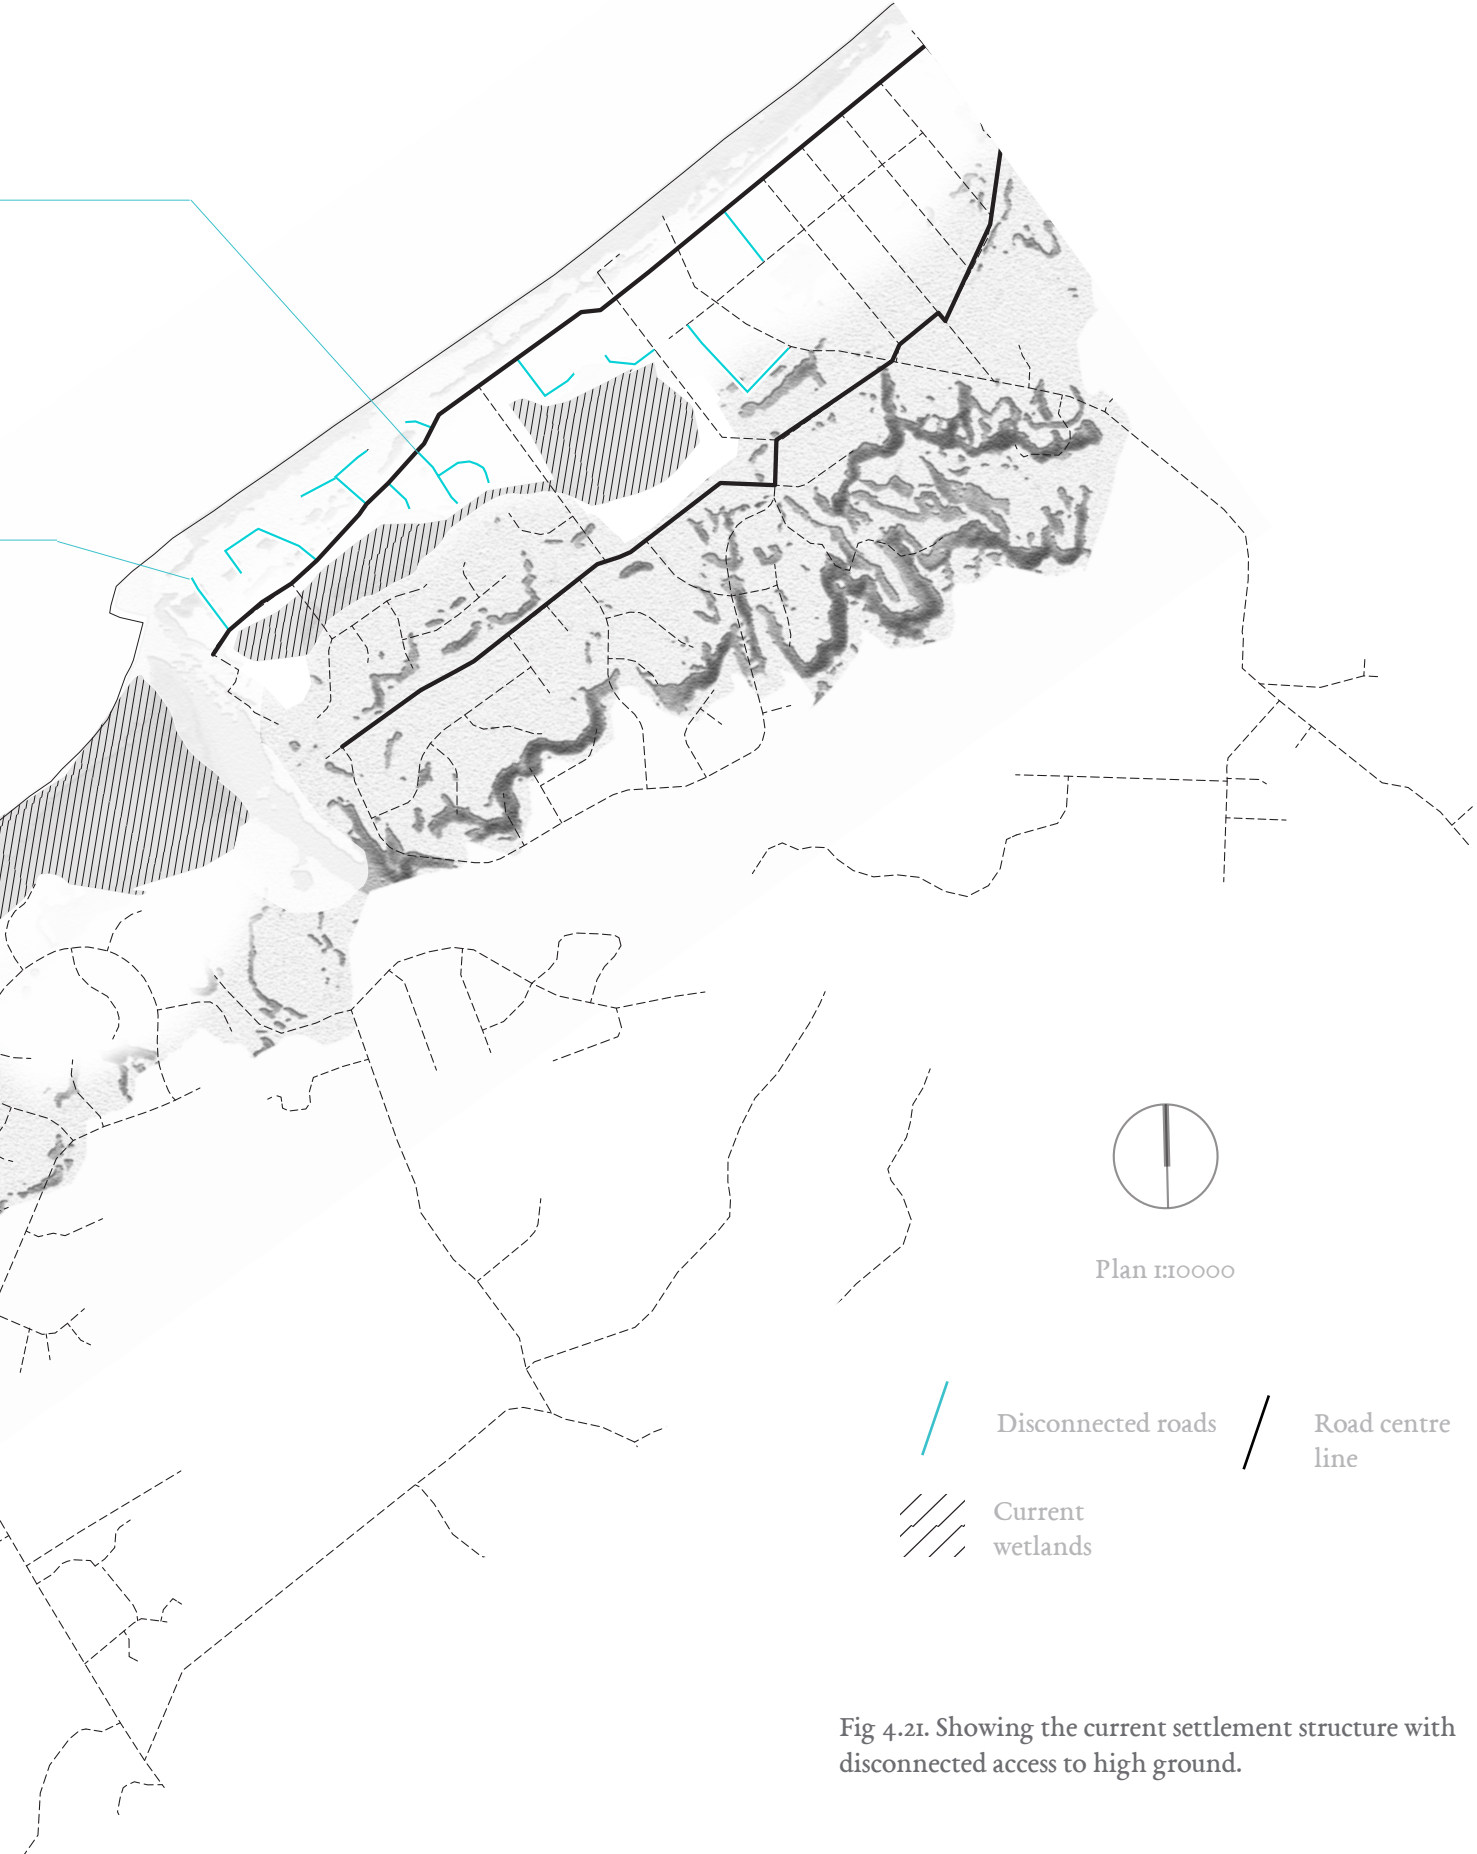 Plan 1:10000
Disconnected roads
Road centre
line
Current
wetlands
Fig 4.21. Showing the current settlement structure with
disconnected access to high ground.